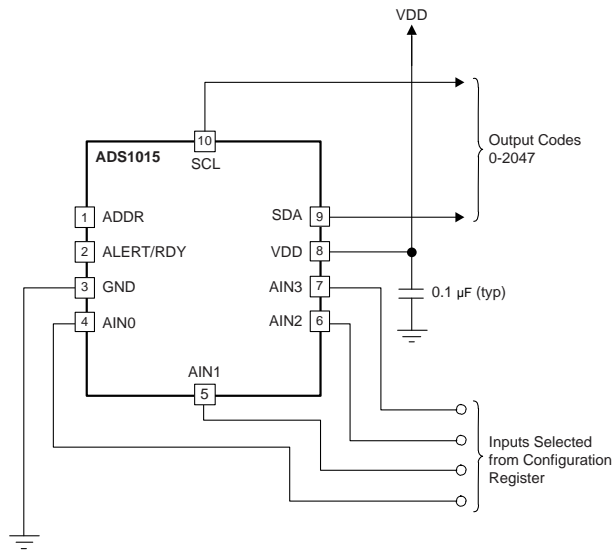 VDD
10
ADS1015
SCL
Output Codes
0-2047
1 ADDR
SDA 9
2 ALERT/RDY
VDD 8
3 GND
AIN3 7
0.1 µF (typ)
4 AIN0
AIN2 6
AIN1
5
Inputs Selected
from Configuration
Register